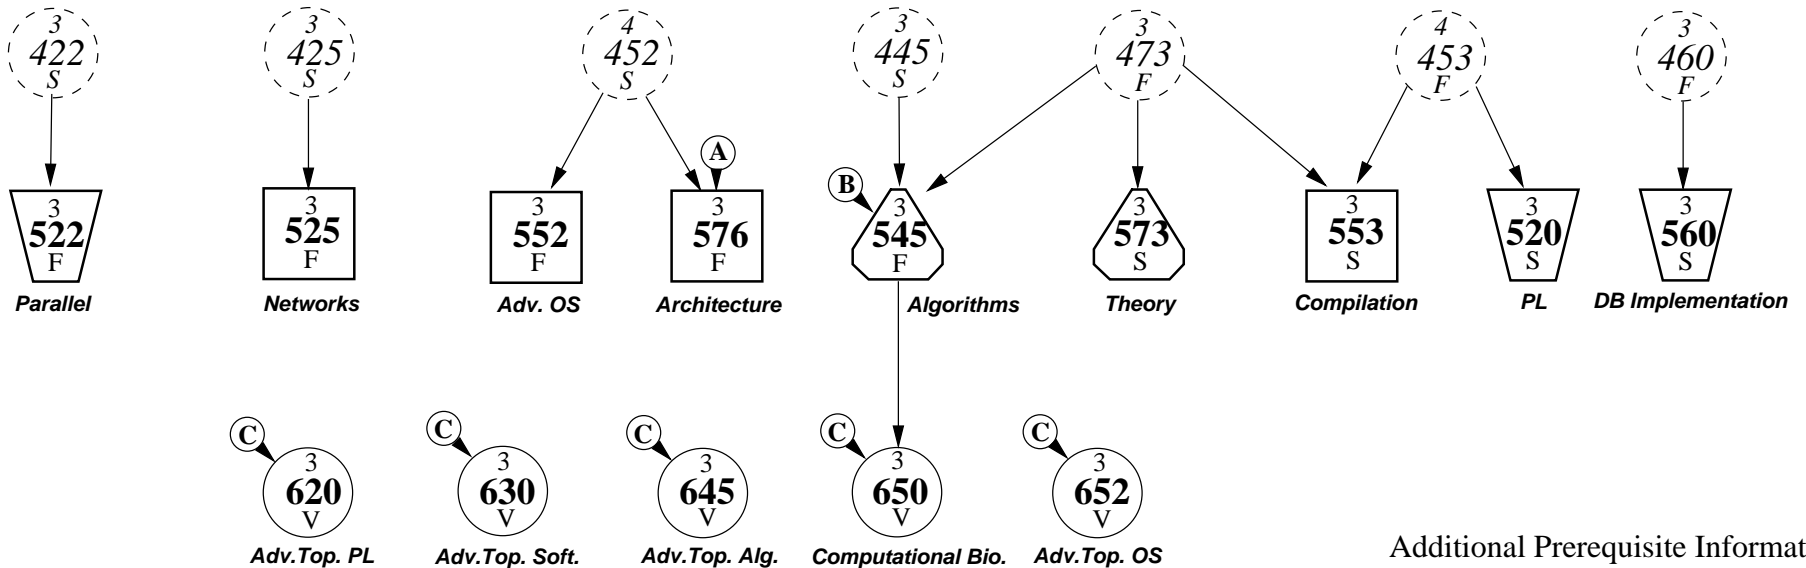 3 3 4 3 3 4 3
422 425 452 445 473 453 460
S S S S F F F
A
B
3 3 3 3 3 3 3 3 3
522 525 552 576 545 573 553 520 560
F F F F F S S S S
Parallel Networks Adv. OS Architecture Algorithms Theory Compilation PL DB Implementation
C C C C C
3 3 3 3 3
620 630 645 650 652
V V V V V
Adv.Top. PL Adv.Top. Soft. Adv.Top. Alg. Computational Bio. Adv.Top. OS
Additional Prerequisite Informat